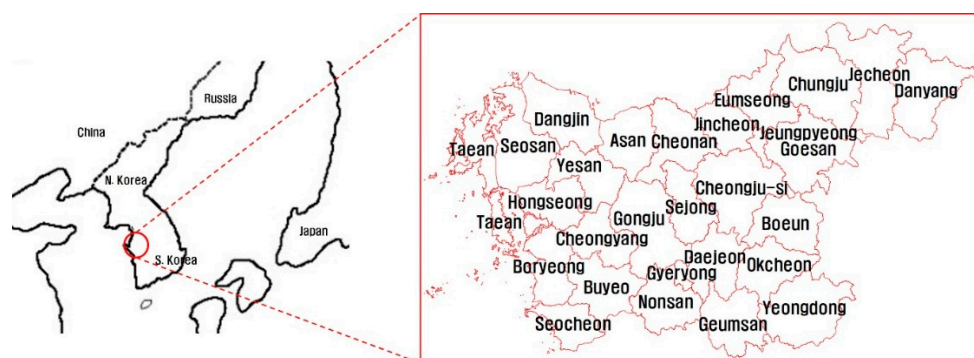 Russia
China
N. Korea
Japan
S. Korea
Chungju
Jecheon
Danyang
Eumseong
Dangjin
Jincheon
Jeungpyeong
Taean
Seosan
Asan
Cheonan
Goesan
Yesan
Cheongju-si
Hongseong
Sejong
Taean
Gongju
Boeun
Cheongyang
Daejeon
Okcheon
Boryeong
Gyeryong
Buyeo
Nonsan
Yeongdong
Seocheon
Geumsan